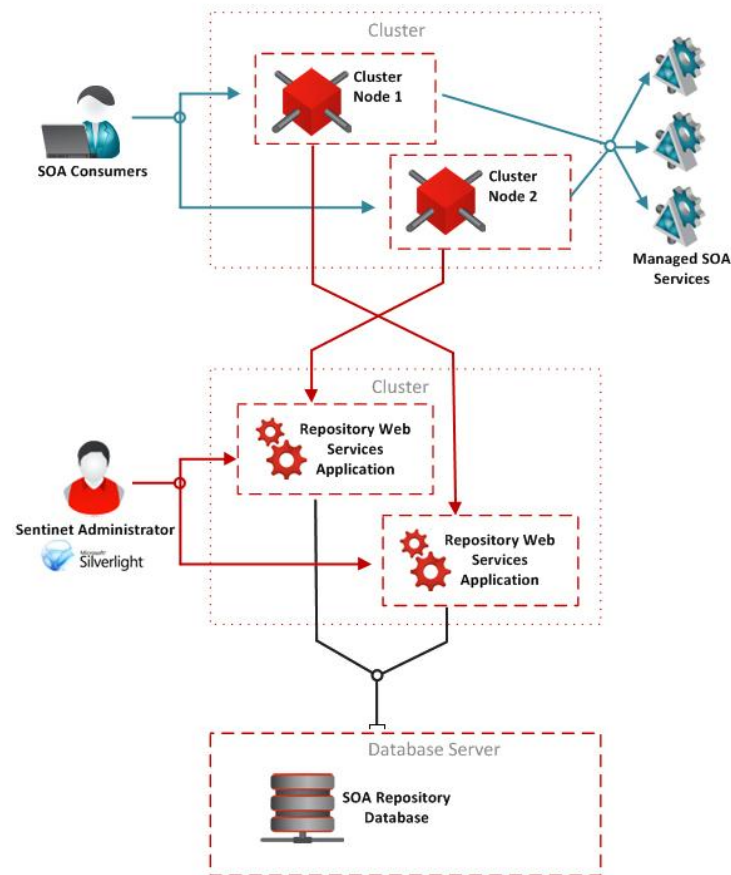 Cluster
Cluster
Node 1
SOA Consumers
Cluster
Node 2
Managed SOA
Services
Cluster
Repository Web
Services
Application
Sentinet Administrator
Microsoft
Silverlight
Repository Web
Services
Application
Database Server
SOA Repository
Database